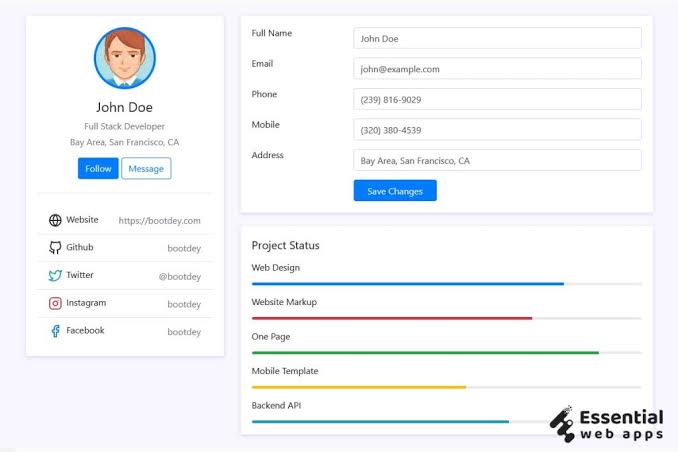 John Doe
Full Stack Developer
Bay Area, San Francisco, CA
Follow Message
Website https://bootdey.com
Github bootdey
Twitter @bootdey
Instagram bootdey
Facebook bootdey
Full Name John Doe
Email john@example.com
Phone (239) 816-9029
Mobile (320) 380-4539
Address Bay Area, San Francisco, CA
Save Changes
Project Status
Web Design
Website Markup
One Page
Mobile Template
Backend API
Essential
web apps